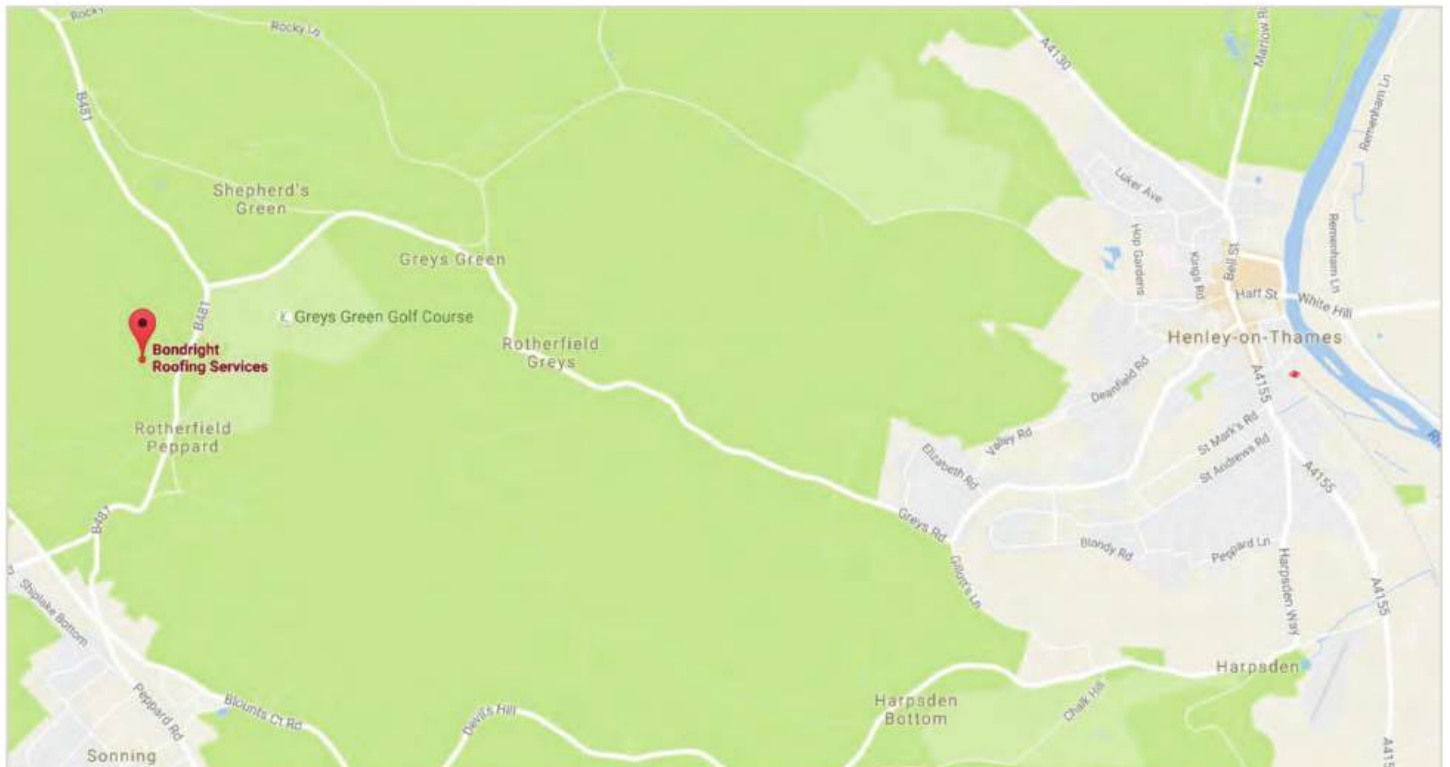 Rocky Ln
A4130
Marlow R
B481
Remenham Ln
Shepherd's
Green
Luker Ave
Hop Gardens
Kings Rd
Bell St
Remenham Ln
Greys Green
B481
Greys Green Golf Course
Hart St
White Hill
Henley-on-Thames
Bondright
Roofing Services
Rotherfield
Greys
Deanfield Rd
A4155
Rotherfield
Peppard
Valley Rd
Elizabeth Rd
St Mark's Rd
St Andrews Rd
A4155
B481
Greys Rd
Blandy Rd
Peppard Ln
Gillott's Ln
Harpsden Way
A4155
Shiplake Bottom
Harpsden
Peppard Rd
Blounts Ct Rd
Devil's Hill
Harpsden
Bottom
Chalk Hill
Sonning